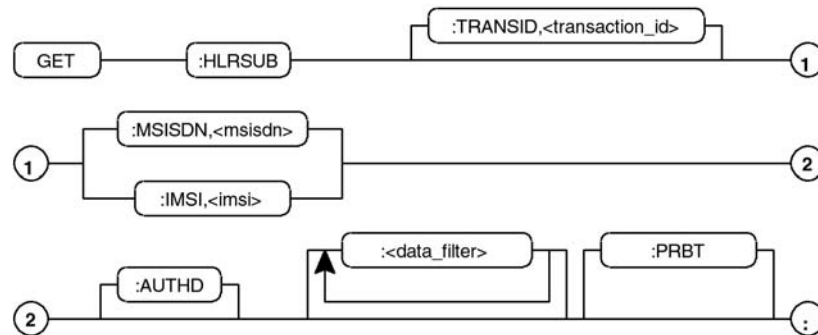 :TRANSID,<transaction_id>
GET :HLRSUB 1
:MSISDN,<msisdn>
1 2
:IMSI,<imsi>
:<data_filter> :PRBT
:AUTHD
2 :